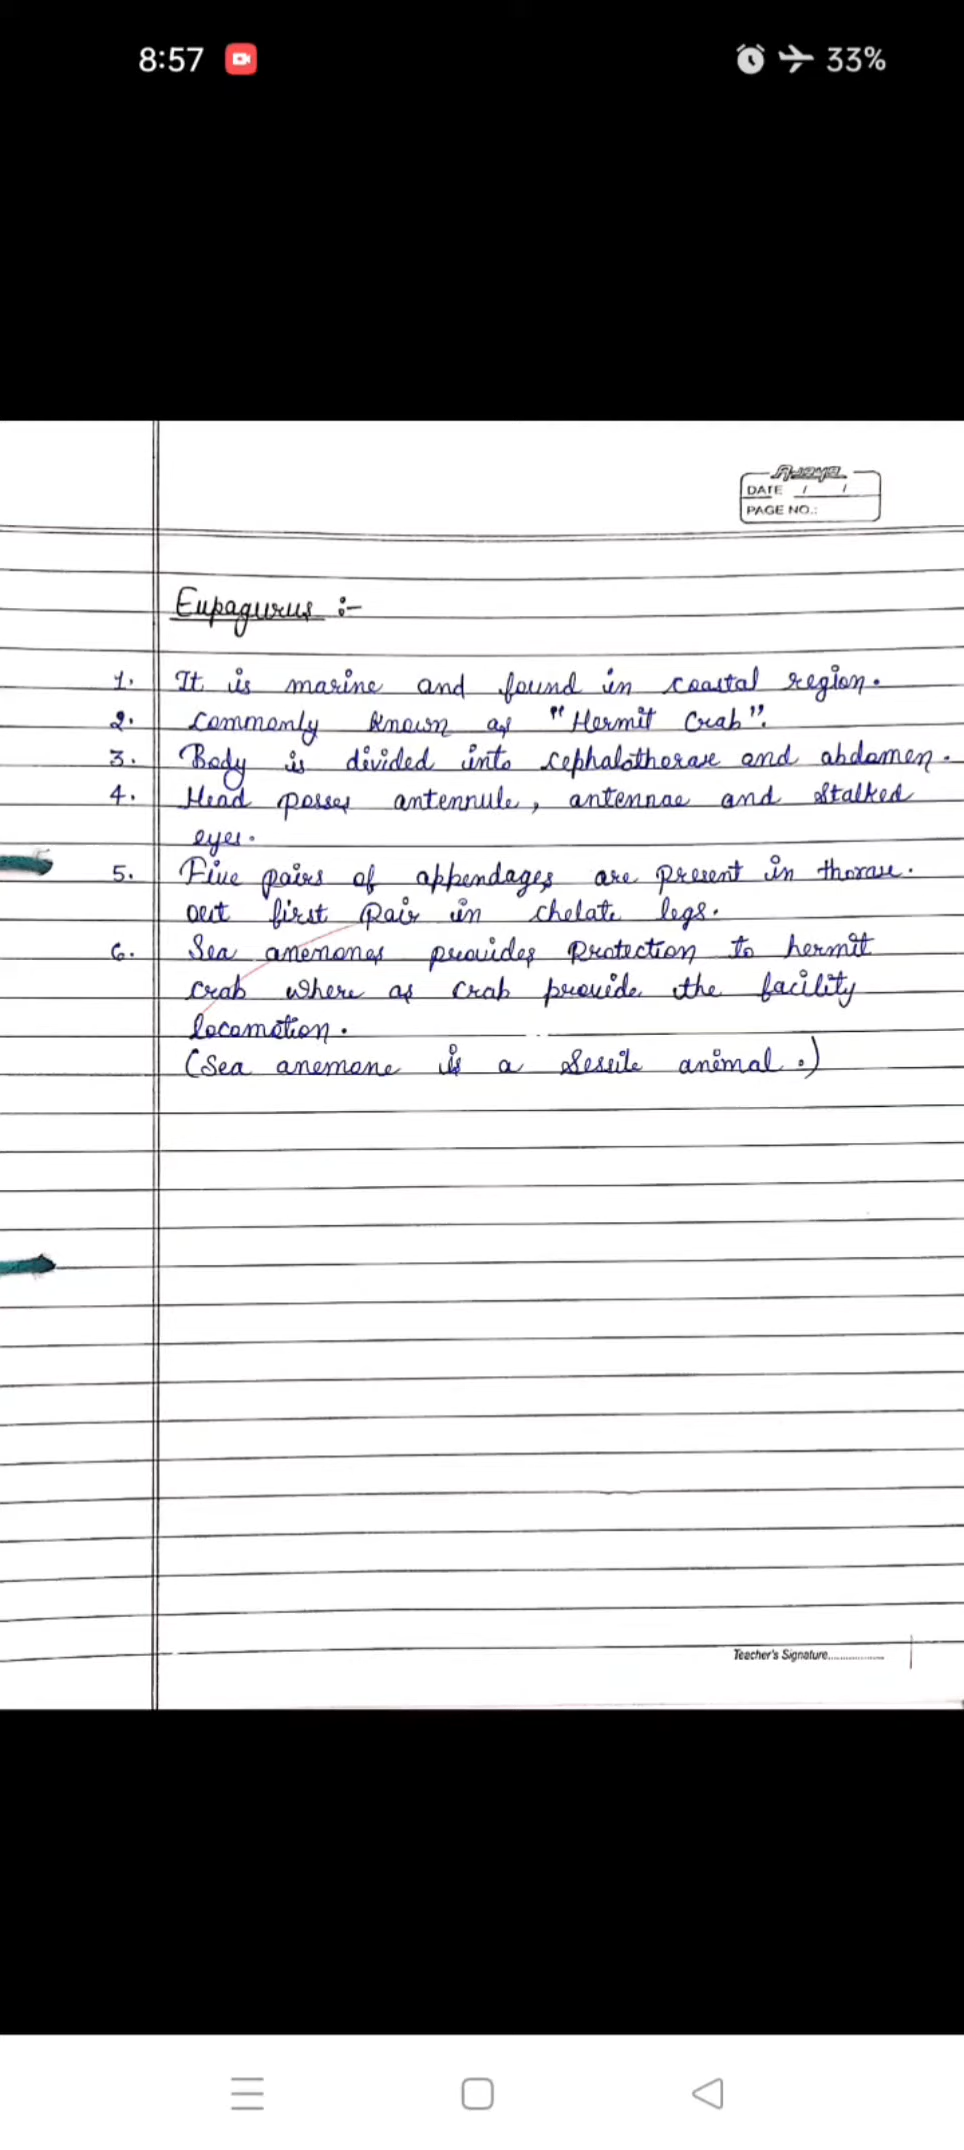 8:57
33%
Ajanya
DATE / /
PAGE NO.:
Eupagurus :-
1. It is marine and found in coastal region.
2. Commonly known as "Hermit Crab".
3. Body is divided into cephalothorax and abdomen.
4. Head posses antennule, antennae and stalked
eyes.
5. Five pairs of appendages are present in thorax.
out first pair in chelate legs.
6. Sea anemones provides protection to hermit
crab where as crab provide the facility
locomotion.
(Sea anemone is a sessile animal.)
Teacher's Signature..................